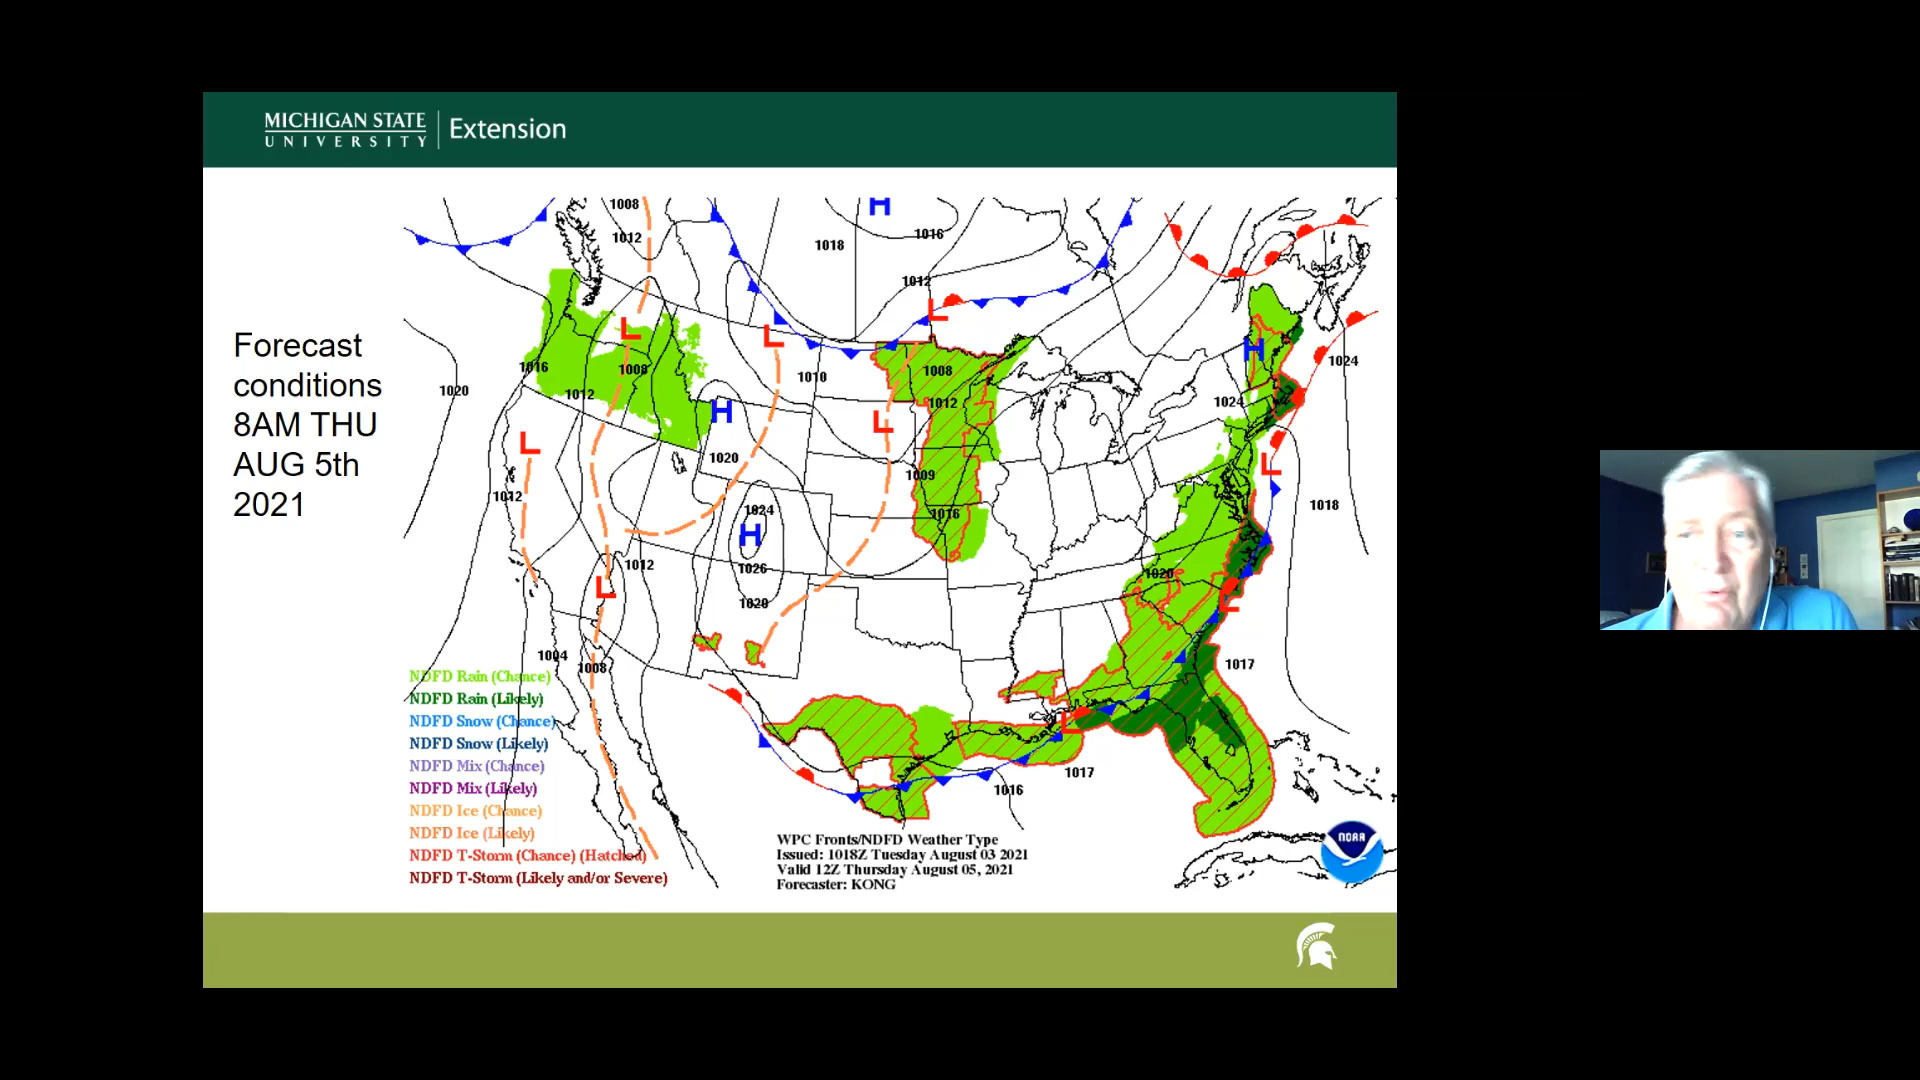 MICHIGAN STATE
UNIVERSITY
Extension
Forecast
conditions
8AM THU
AUG 5th
2021
1008
1012
H
1018
1016
1012
L
L
L
1016
1012
1008
1020
1010
1008
1012
H
L
H
1024
1024
L
1020
1009
L
1012
1024
H
1016
1018
1012
1026
1020
1020
L
L
1004
1008
1017
L
1017
1016
NDFD Rain (Chance)
NDFD Rain (Likely)
NDFD Snow (Chance)
NDFD Snow (Likely)
NDFD Mix (Chance)
NDFD Mix (Likely)
NDFD Ice (Chance)
NDFD Ice (Likely)
NDFD T-Storm (Chance) (Hatched)
NDFD T-Storm (Likely and/or Severe)
WPC Fronts/NDFD Weather Type
Issued: 1018Z Tuesday August 03 2021
Valid 12Z Thursday August 05, 2021
Forecaster: KONG
NOAA